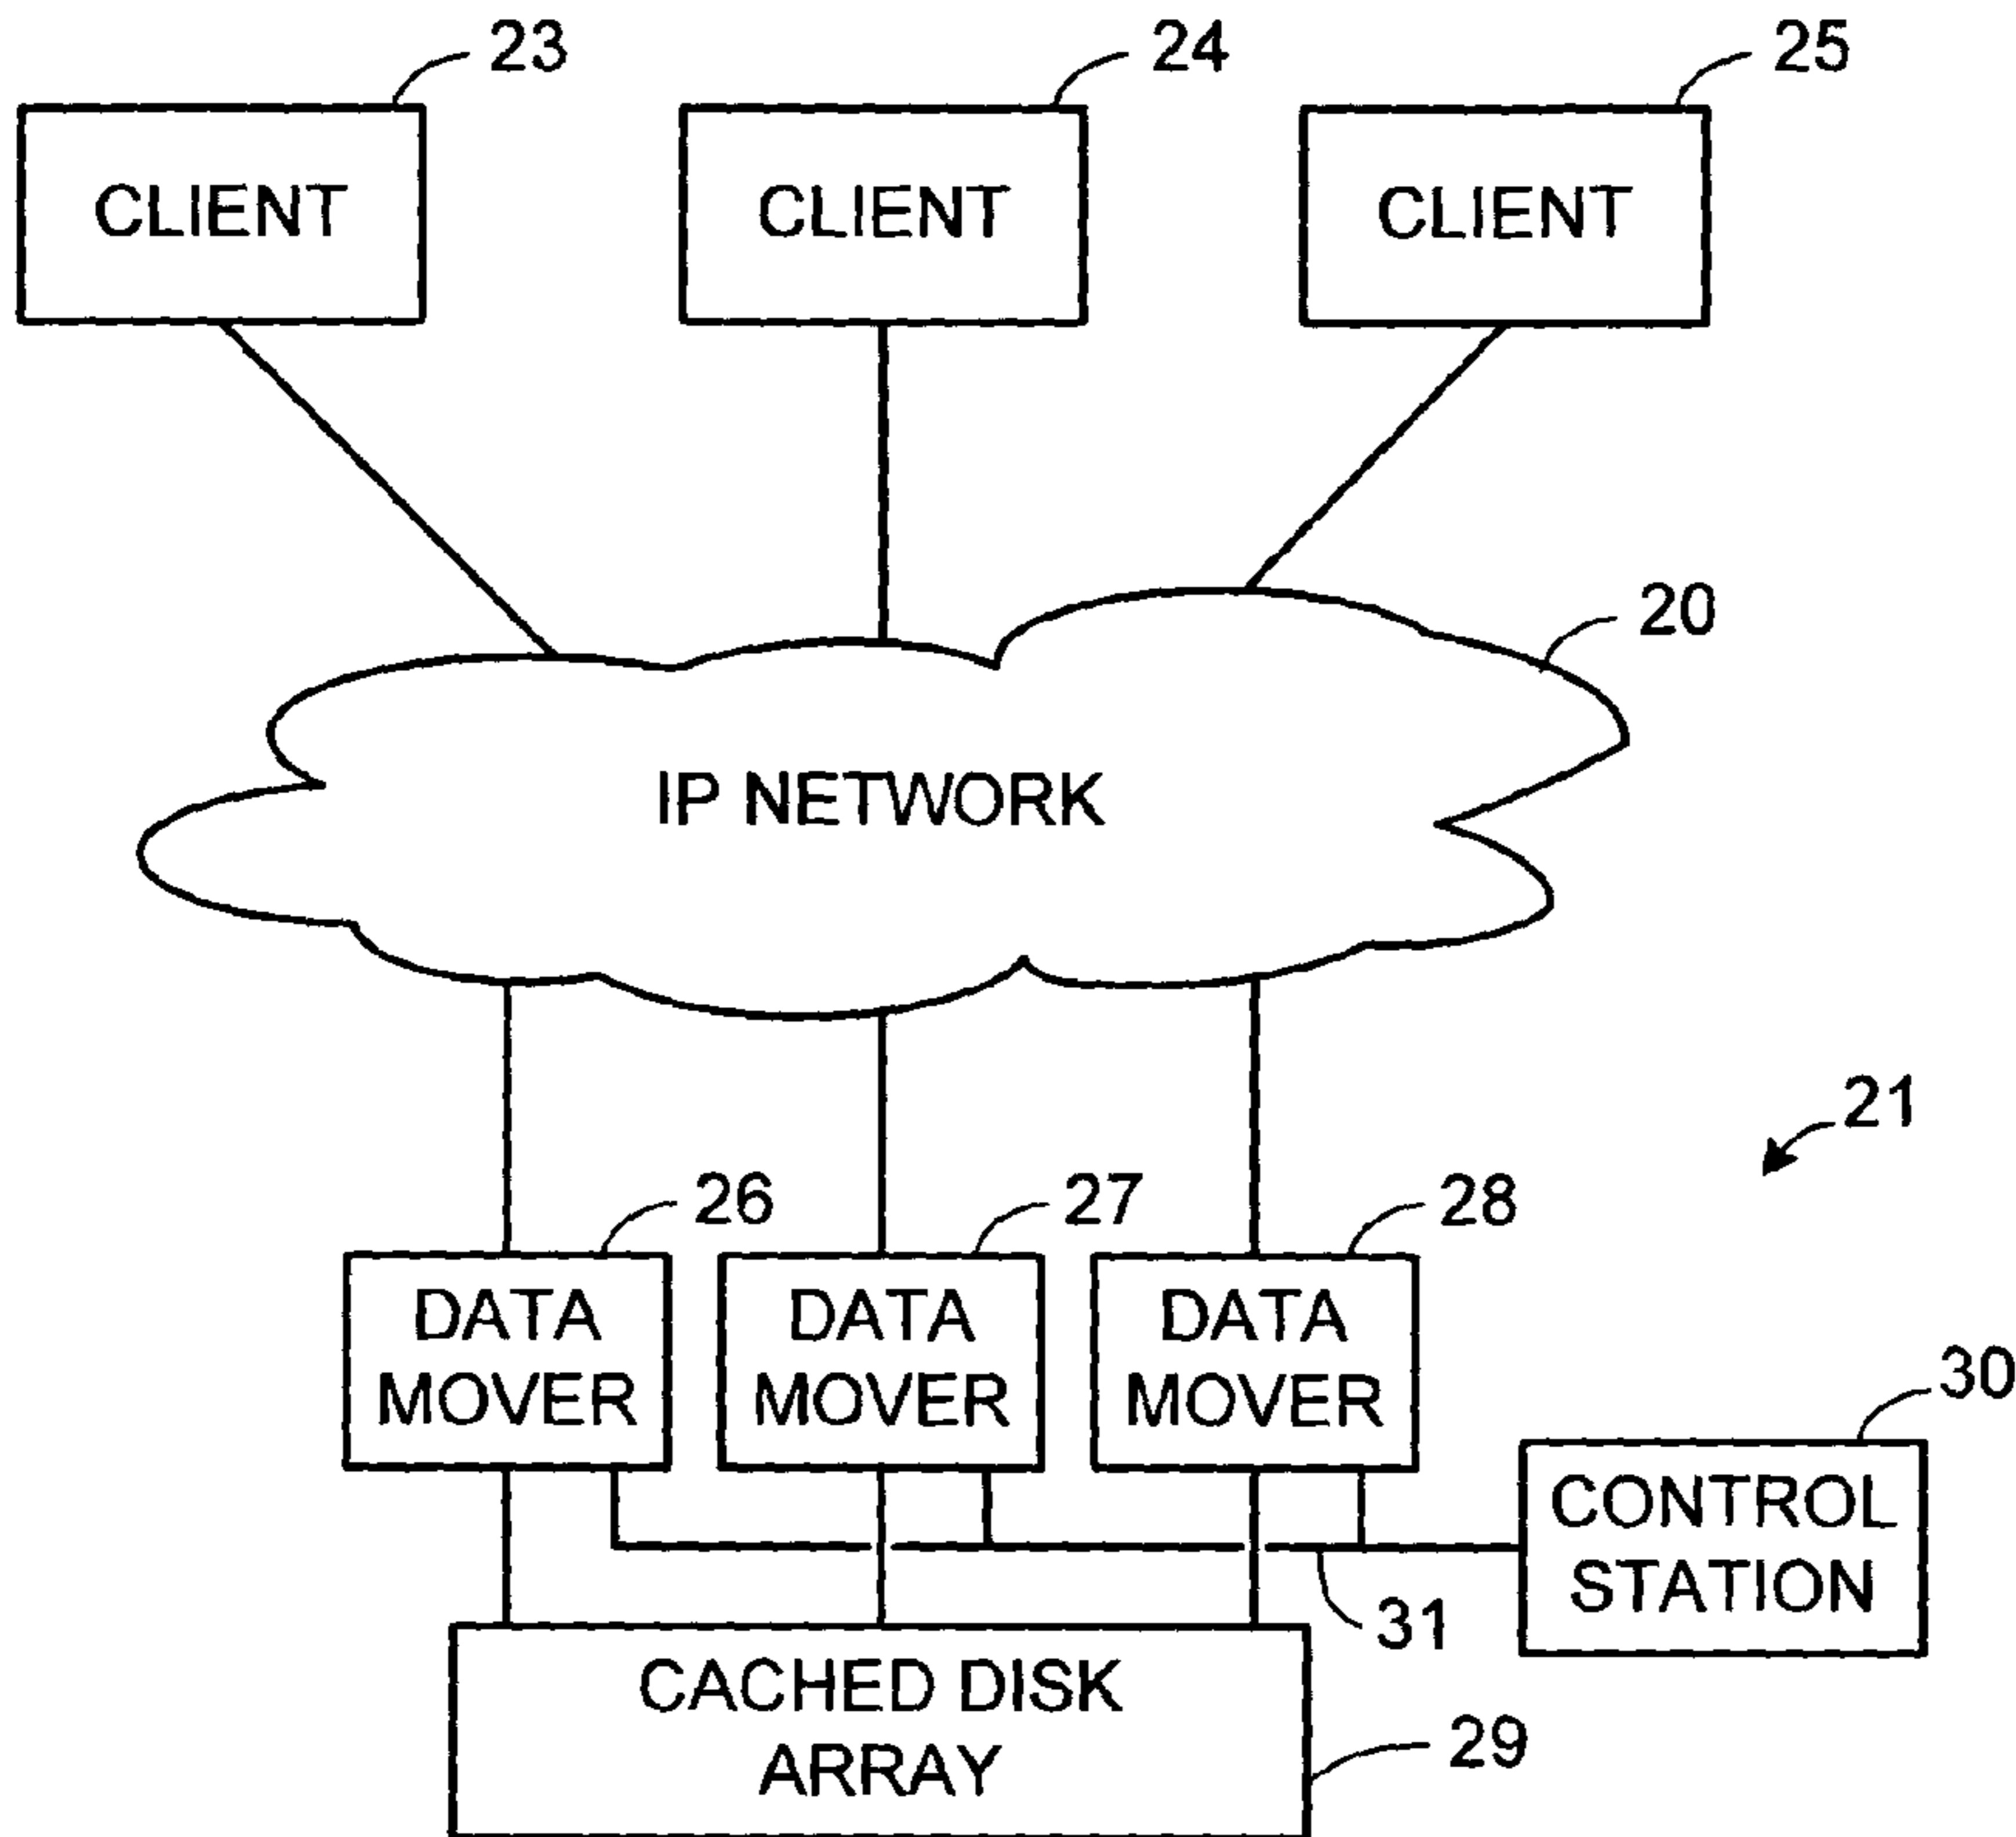 23
24
25
CLIENT
CLIENT
CLIENT
20
IP NETWORK
21
26
27
28
DATA
MOVER
DATA
MOVER
DATA
MOVER
30
CONTROL
STATION
31
CACHED DISK
ARRAY
29